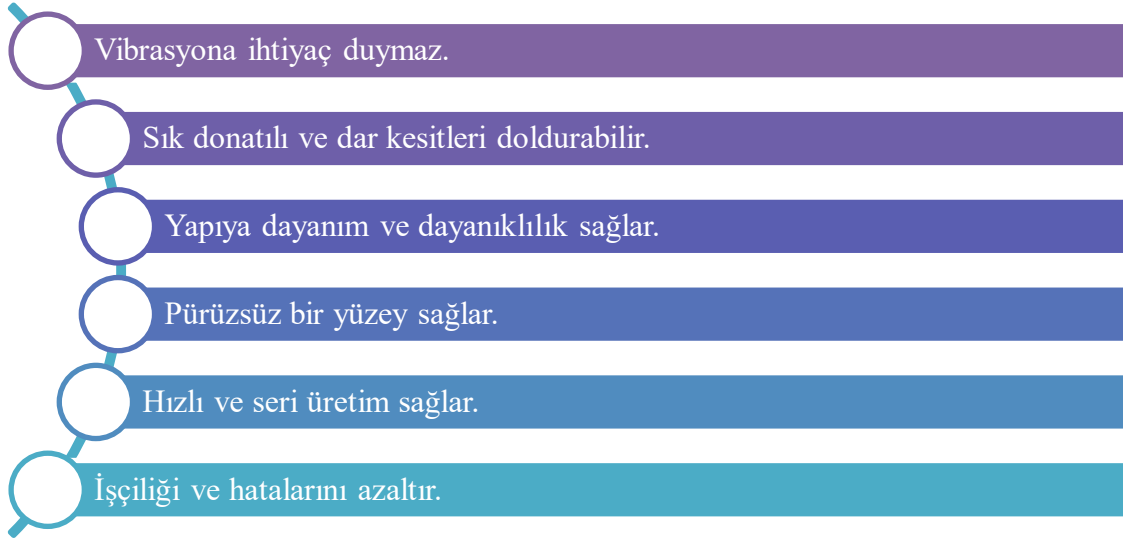 Vibrasyona ihtiyaç duymaz.
Sık donatılı ve dar kesitleri doldurabilir.
Yapıya dayanım ve dayanıklılık sağlar.
Pürüzsüz bir yüzey sağlar.
Hızlı ve seri üretim sağlar.
İşçiliği ve hatalarını azaltır.